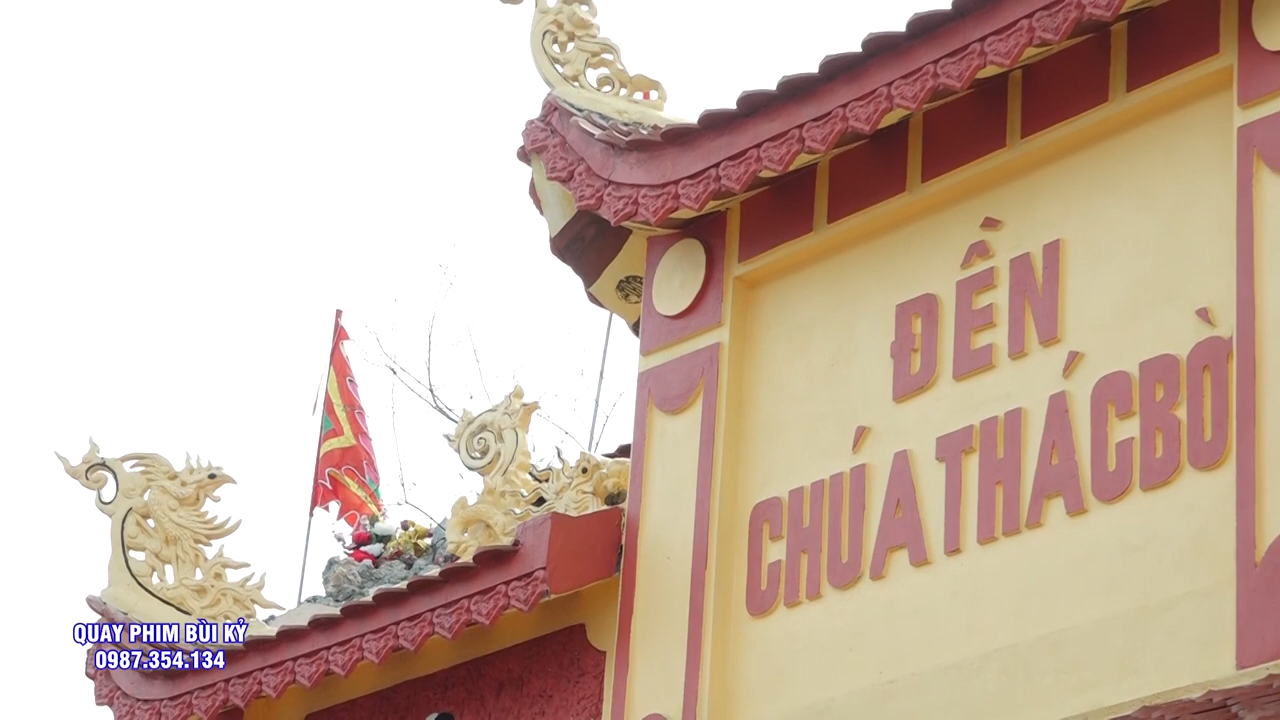 ĐỀN
CHÚA THÁC BỜ
QUAY PHIM BÙI KỶ
0987.354.134